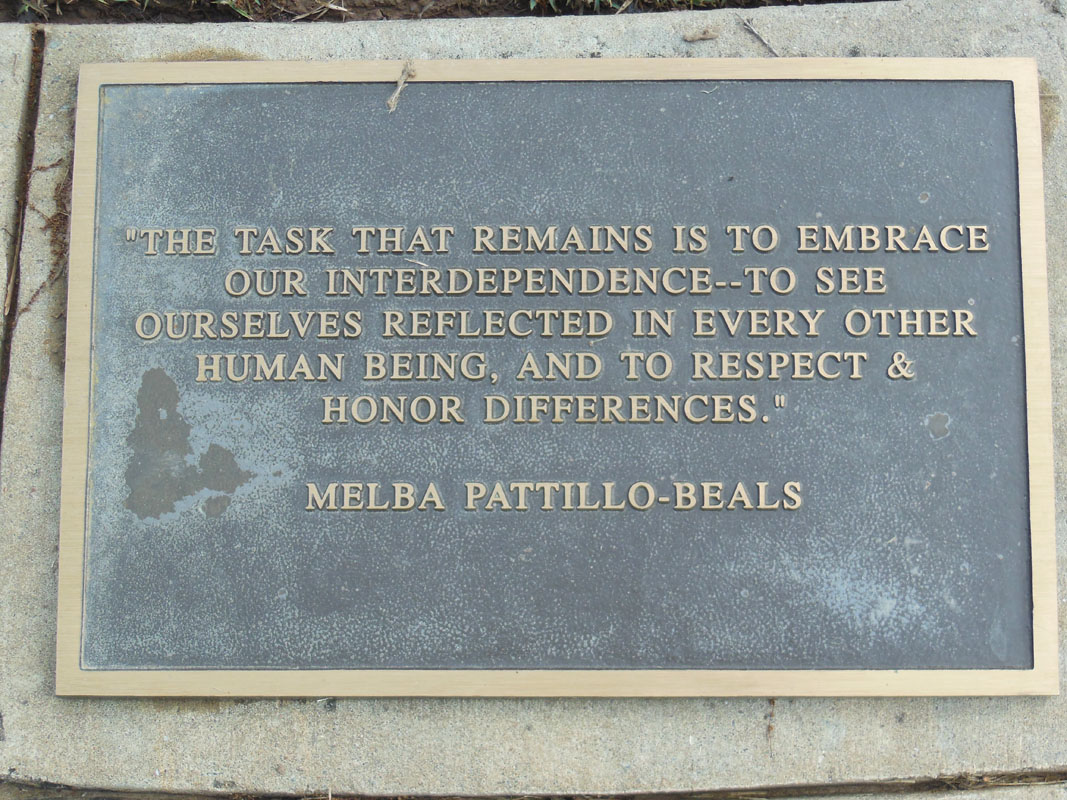 "THE TASK THAT REMAINS IS TO EMBRACE
OUR INTERDEPENDENCE--TO SEE
OURSELVES REFLECTED IN EVERY OTHER
HUMAN BEING, AND TO RESPECT &
HONOR DIFFERENCES."
MELBA PATTILLO-BEALS